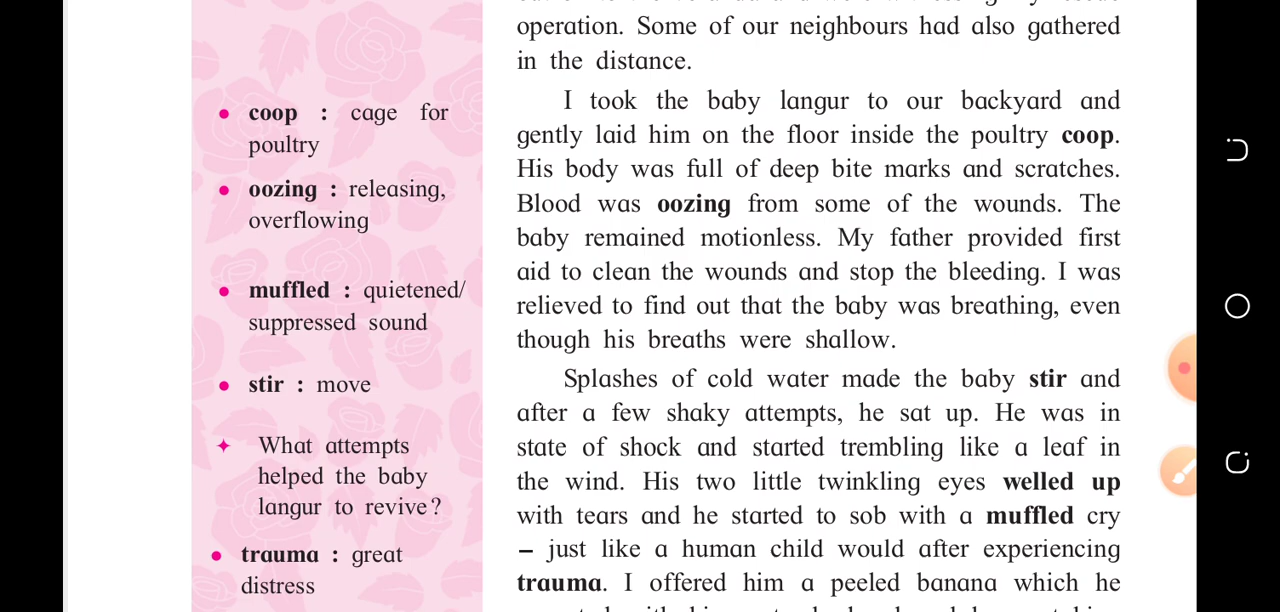 operation. Some of our neighbours had also gathered
in the distance.
I took the baby langur to our backyard and
gently laid him on the floor inside the poultry coop.
His body was full of deep bite marks and scratches.
Blood was oozing from some of the wounds. The
baby remained motionless. My father provided first
aid to clean the wounds and stop the bleeding. I was
relieved to find out that the baby was breathing, even
though his breaths were shallow.
Splashes of cold water made the baby stir and
after a few shaky attempts, he sat up. He was in
state of shock and started trembling like a leaf in
the wind. His two little twinkling eyes welled up
with tears and he started to sob with a muffled cry
– just like a human child would after experiencing
trauma. I offered him a peeled banana which he
• coop : cage for
poultry
• oozing : releasing,
overflowing
• muffled : quietened/
suppressed sound
• stir : move
✦ What attempts
helped the baby
langur to revive?
• trauma : great
distress